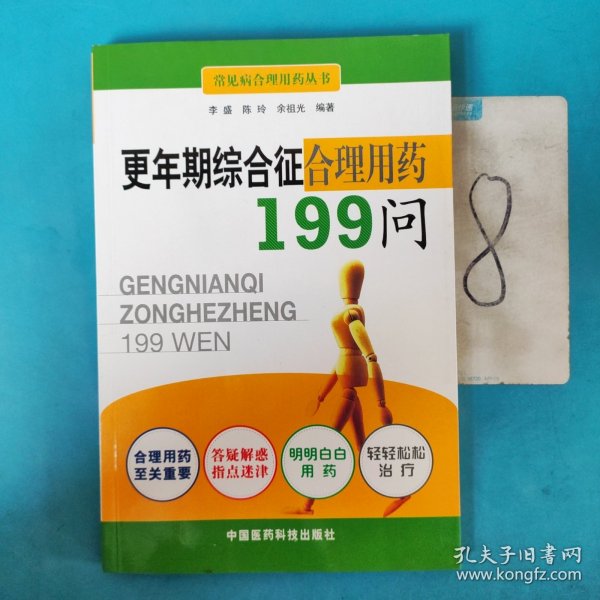 常见病合理用药丛书
李盛 陈玲 余祖光 编著
更年期综合征合理用药
199问
GENGNIANQI
ZONGHEZHENG
199 WEN
合理用药
至关重要
答疑解惑
指点迷津
明明白白
用药
轻轻松松
治疗
中国医药科技出版社
8
孔夫子旧书网
www.kongfz.com